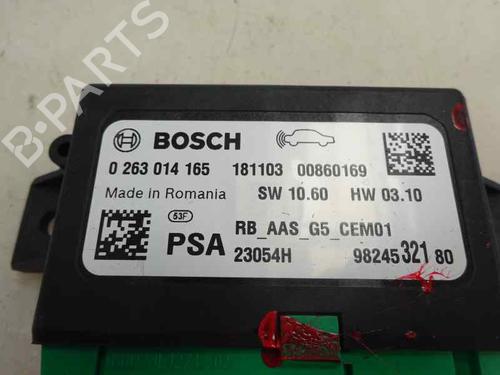 BOSCH
0 263 014 165 181103 00860169
Made in Romania SW 10.60 HW 03.10
53F
PSA RB_AAS_G5_CEM01
23054H 98245 321 80
B-PARTS